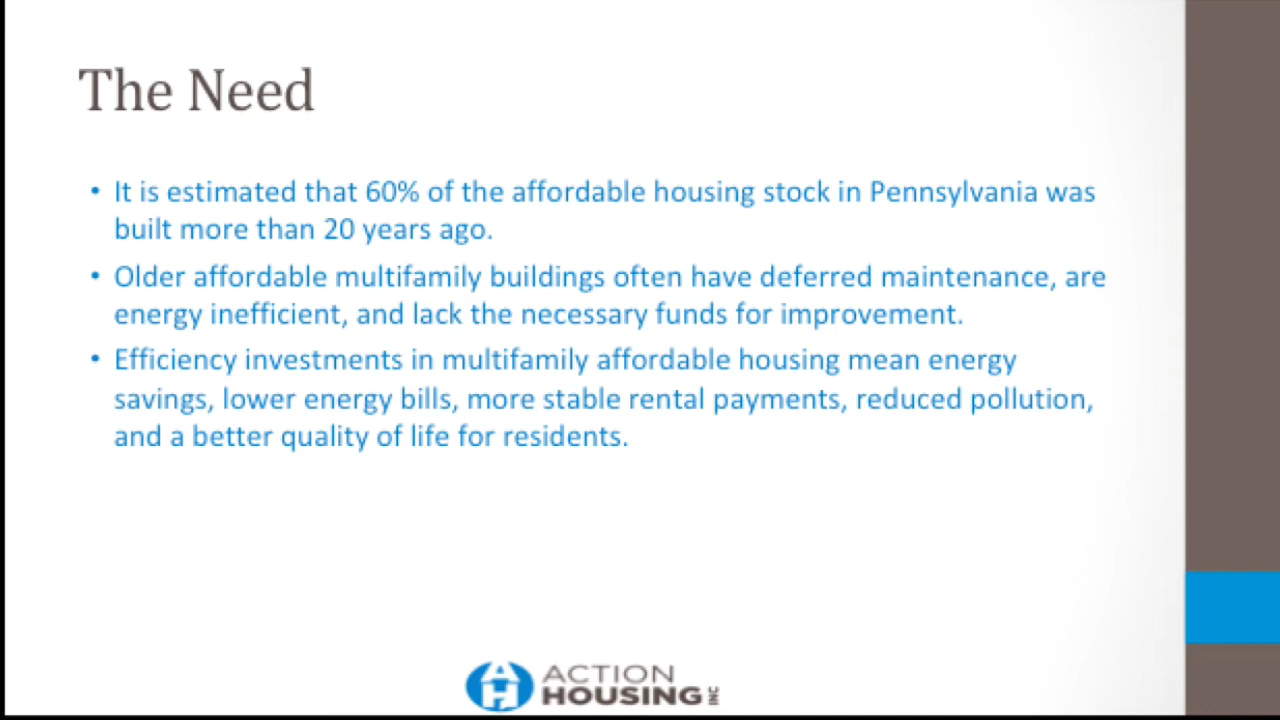 The Need
• It is estimated that 60% of the affordable housing stock in Pennsylvania was
built more than 20 years ago.
• Older affordable multifamily buildings often have deferred maintenance, are
energy inefficient, and lack the necessary funds for improvement.
• Efficiency investments in multifamily affordable housing mean energy
savings, lower energy bills, more stable rental payments, reduced pollution,
and a better quality of life for residents.
AH
ACTION
HOUSING INC